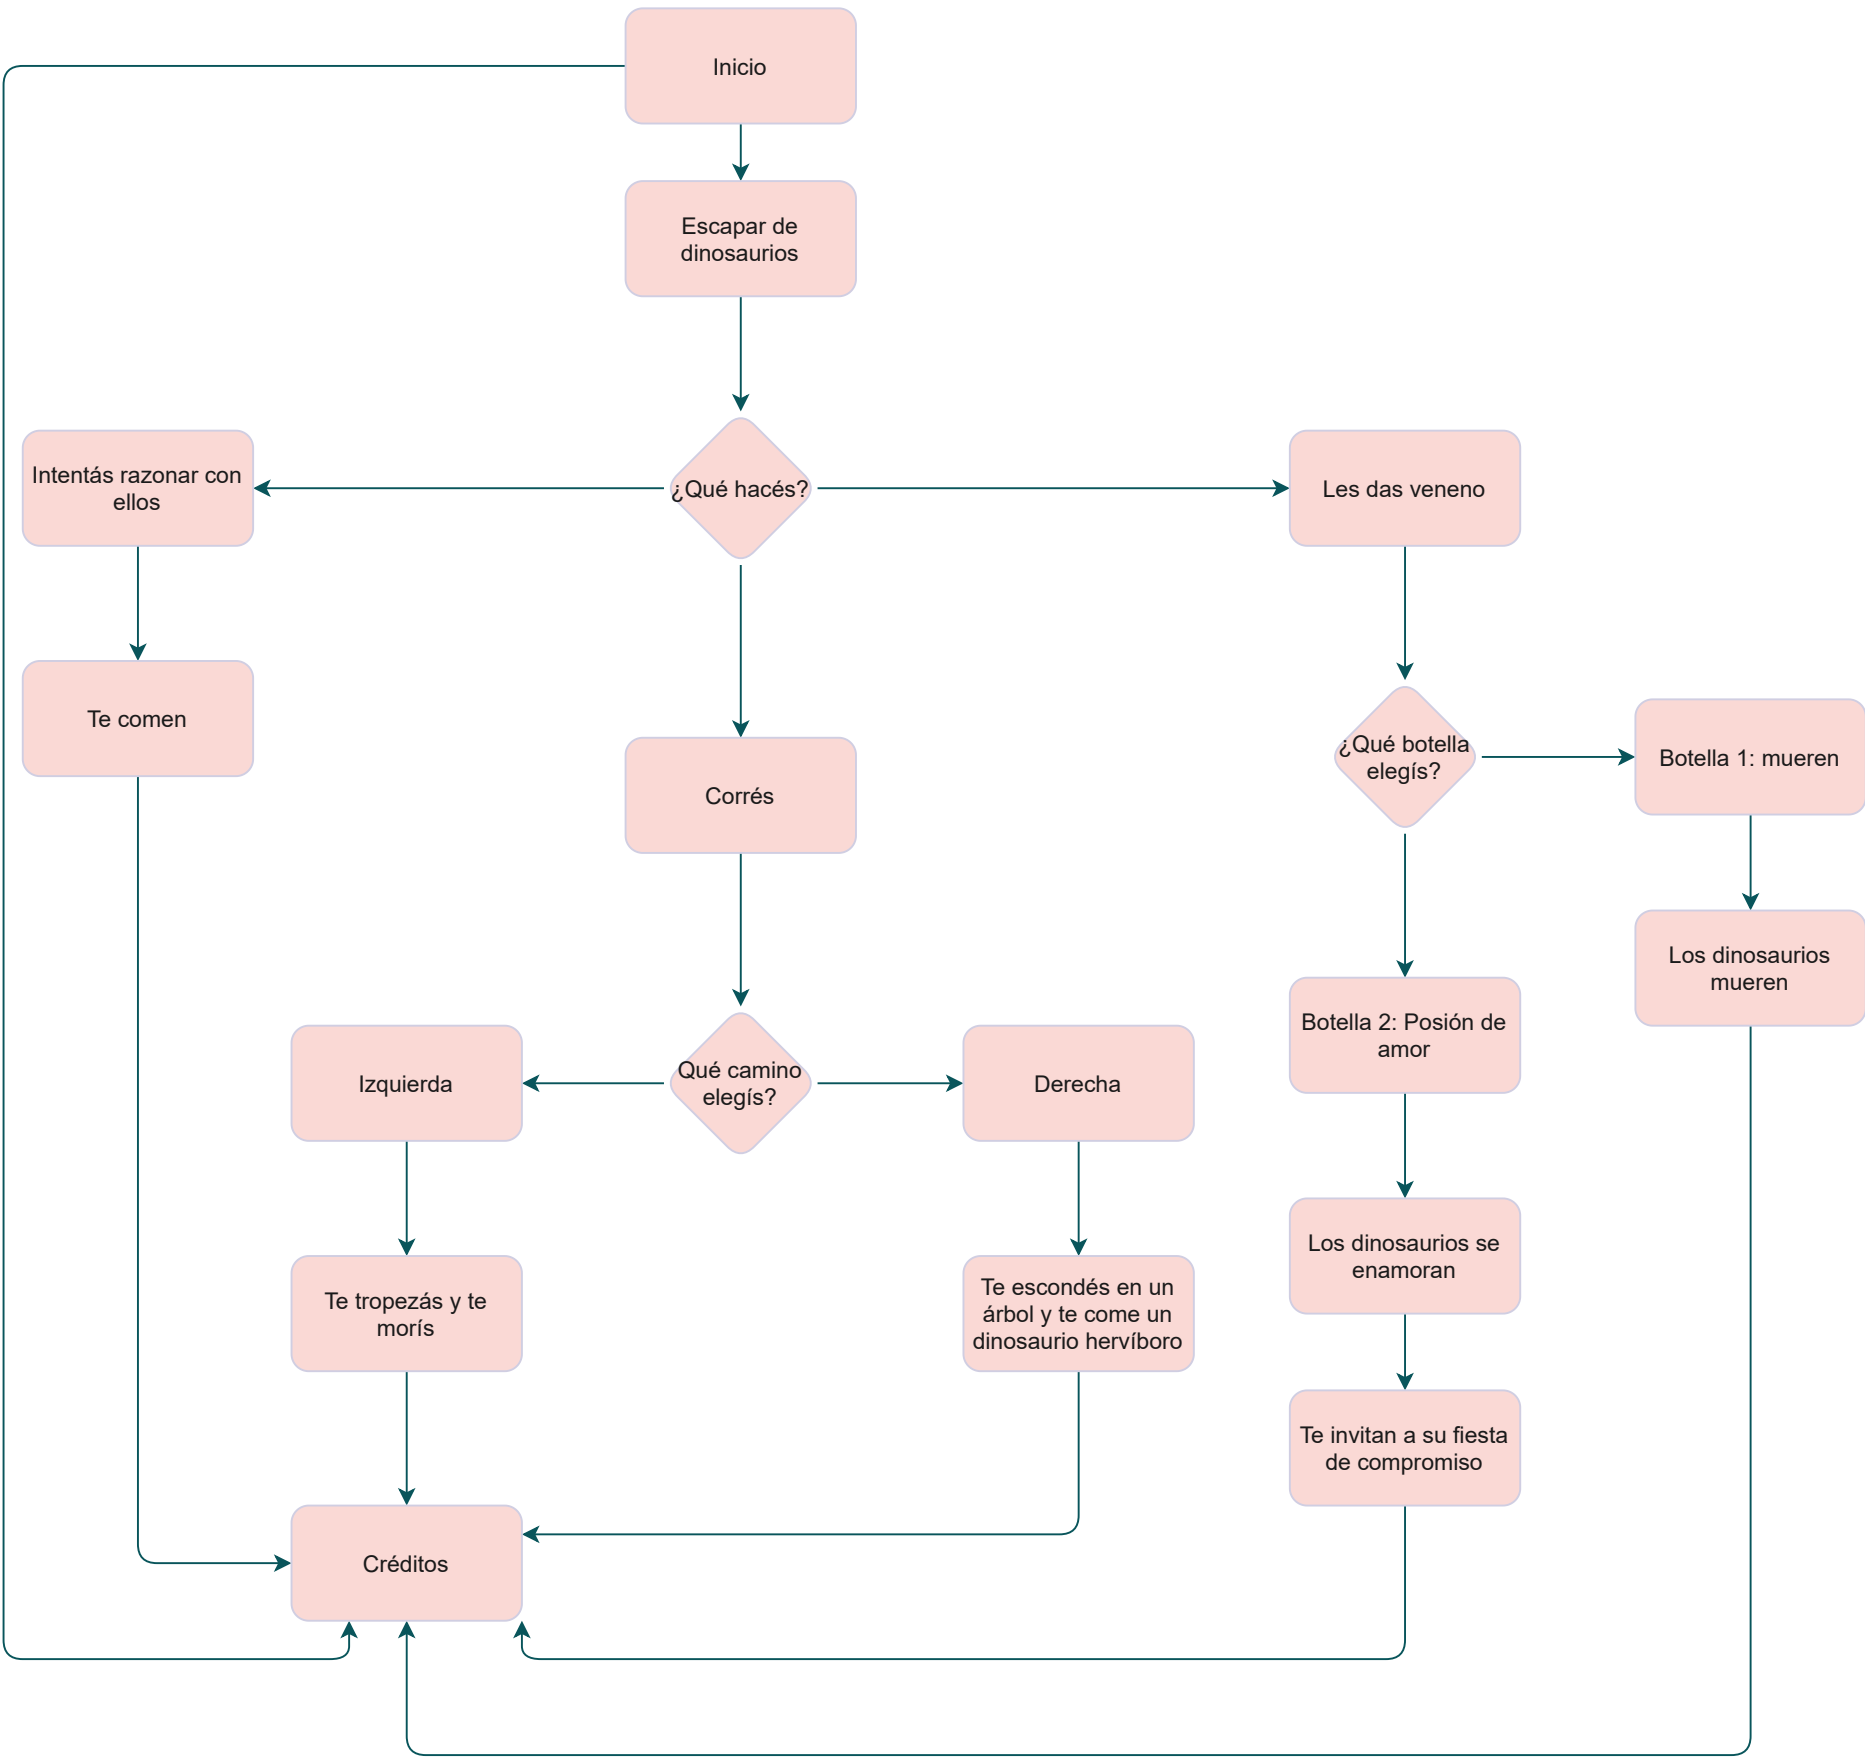 Inicio
Escapar de
dinosaurios
Intentás razonar con
ellos
¿Qué hacés?
Les das veneno
Te comen
Corrés
¿Qué botella
elegís?
Botella 1: mueren
Los dinosaurios
mueren
Botella 2: Posión de
amor
Izquierda
Qué camino
elegís?
Derecha
Te tropezás y te
morís
Te escondés en un
árbol y te come un
dinosaurio hervíboro
Los dinosaurios se
enamoran
Te invitan a su fiesta
de compromiso
Créditos